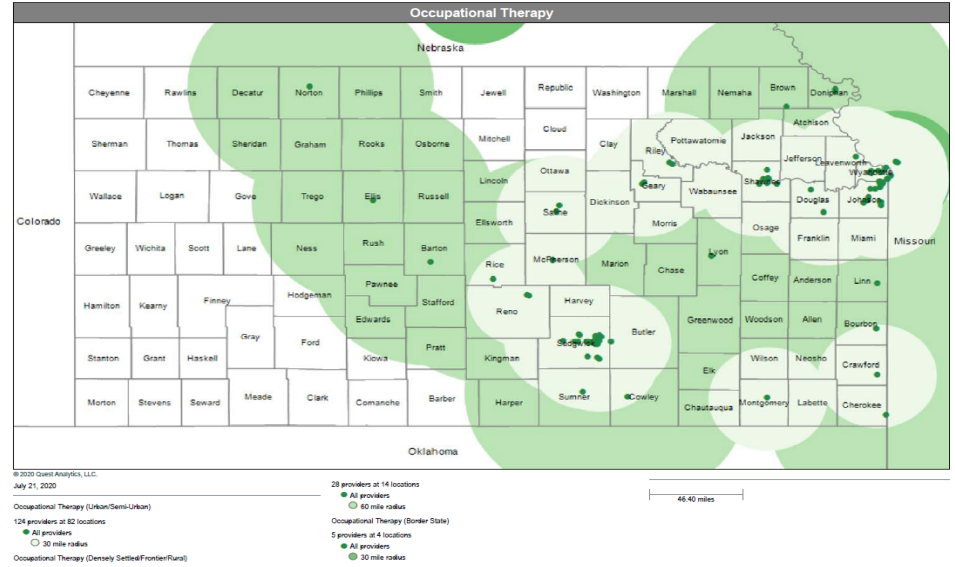 Occupational Therapy
Nebraska
Cheyenne Rawlins Decatur Norton Phillips Smith Jewell Republic Washington Marshall Nemaha Brown Doniphan
Atchison
Sherman Thomas Sheridan Graham Rooks Osborne Mitchell Cloud Clay Riley Pottawatomie Jackson Jefferson Leavenworth
Wyandotte
Wallace Logan Gove Trego Ellis Russell Lincoln Ottawa Saline Dickinson Geary Wabaunsee Shawnee Douglas Johnson
Colorado
Greeley Wichita Scott Lane Ness Rush Barton Ellsworth McPherson Marion Morris Chase Lyon Osage Franklin Miami Missouri
Hamilton Kearny Finney Hodgeman Pawnee Stafford Rice Reno Harvey Coffey Anderson Linn
Gray Ford Edwards Pratt Sedgwick Butler Greenwood Woodson Allen Bourbon
Stanton Grant Haskell Kiowa Kingman Elk Wilson Neosho Crawford
Morton Stevens Seward Meade Clark Comanche Barber Harper Sumner Cowley Chautauqua Montgomery Labette Cherokee
Oklahoma
© 2020 Quest Analytics, LLC.
July 21, 2020
Occupational Therapy (Urban/Semi-Urban)
124 providers at 82 locations
All providers
30 mile radius
Occupational Therapy (Densely Settled/Frontier/Rural)
28 providers at 14 locations
All providers
60 mile radius
Occupational Therapy (Border State)
5 providers at 4 locations
All providers
30 mile radius
46.40 miles